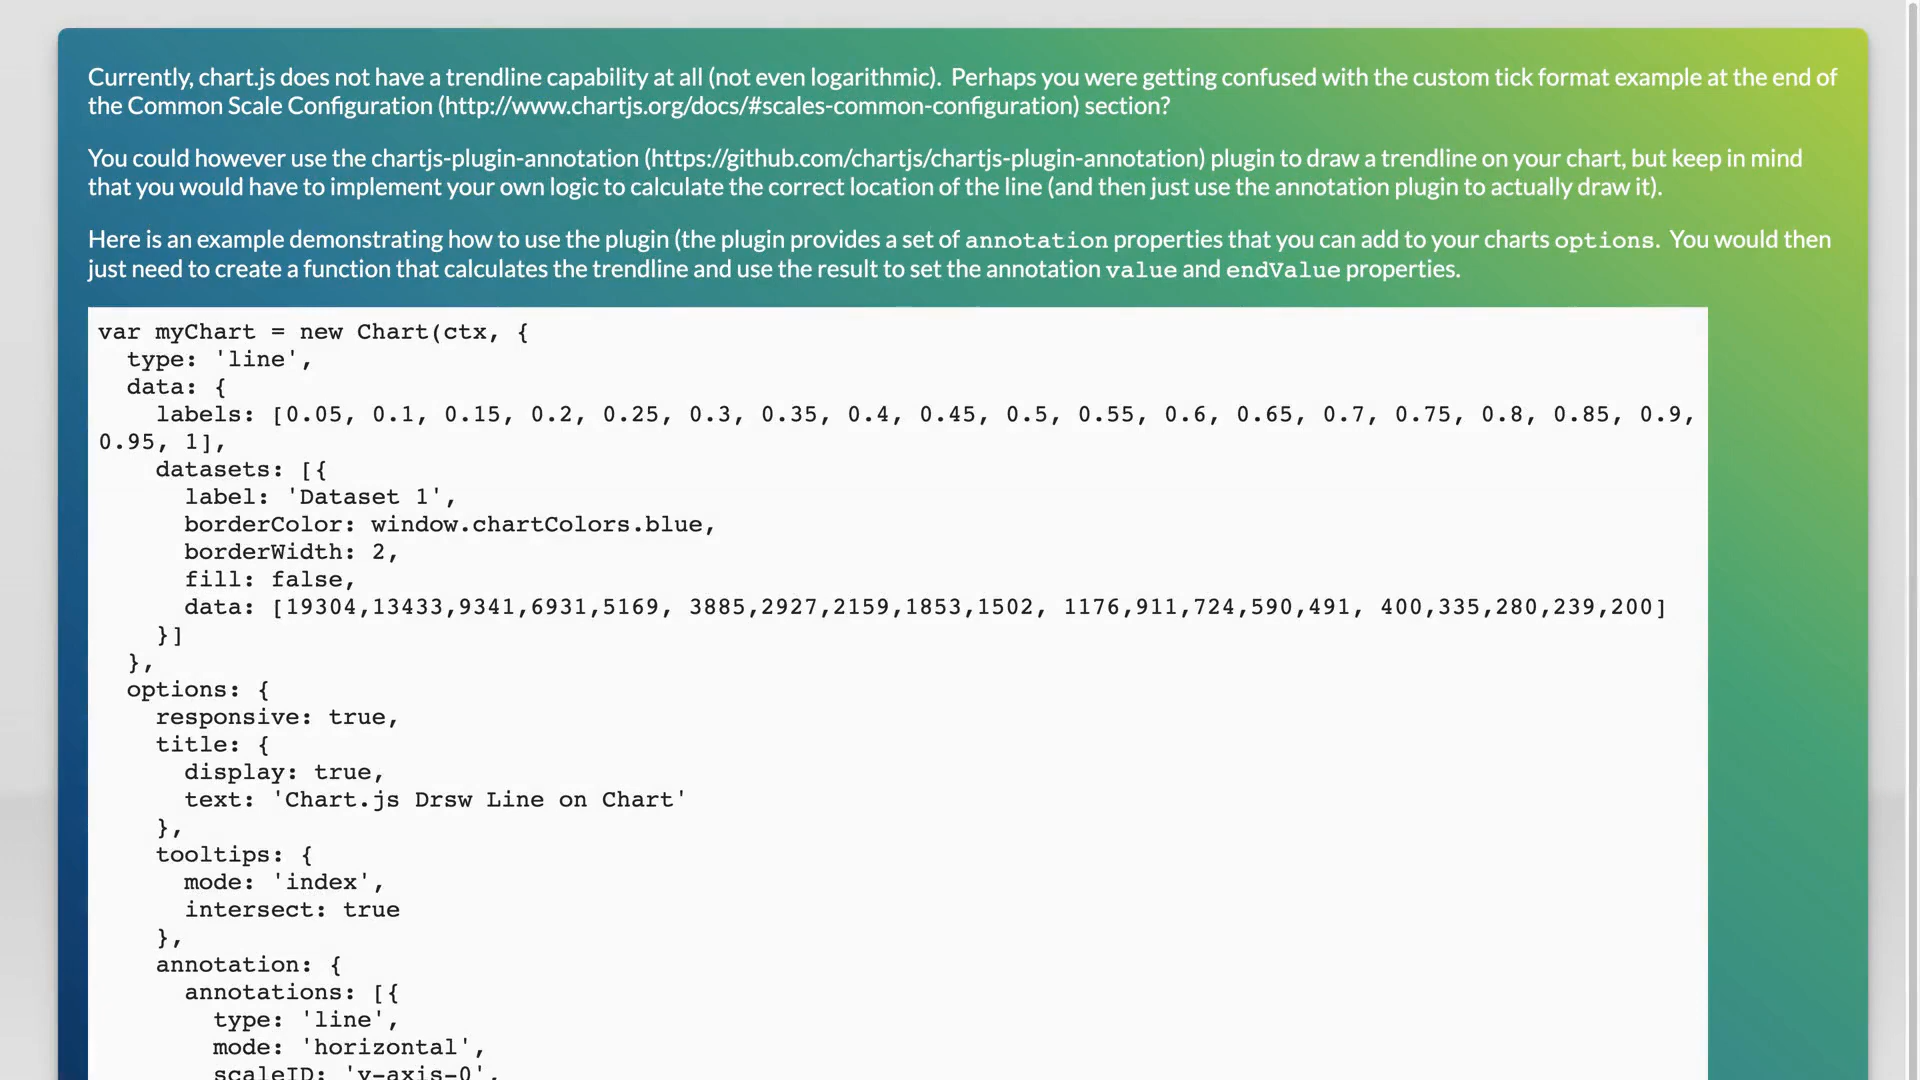 Currently, chart.js does not have a trendline capability at all (not even logarithmic). Perhaps you were getting confused with the custom tick format example at the end of
the Common Scale Configuration (http://www.chartjs.org/docs/#scales-common-configuration) section?
You could however use the chartjs-plugin-annotation (https://github.com/chartjs/chartjs-plugin-annotation) plugin to draw a trendline on your chart, but keep in mind
that you would have to implement your own logic to calculate the correct location of the line (and then just use the annotation plugin to actually draw it).
Here is an example demonstrating how to use the plugin (the plugin provides a set of annotation properties that you can add to your charts options. You would then
just need to create a function that calculates the trendline and use the result to set the annotation value and endValue properties.
var myChart = new Chart(ctx, {
  type: 'line',
  data: {
    labels: [0.05, 0.1, 0.15, 0.2, 0.25, 0.3, 0.35, 0.4, 0.45, 0.5, 0.55, 0.6, 0.65, 0.7, 0.75, 0.8, 0.85, 0.9,
0.95, 1],
    datasets: [{
      label: 'Dataset 1',
      borderColor: window.chartColors.blue,
      borderWidth: 2,
      fill: false,
      data: [19304,13433,9341,6931,5169, 3885,2927,2159,1853,1502, 1176,911,724,590,491, 400,335,280,239,200]
    }]
  },
  options: {
    responsive: true,
    title: {
      display: true,
      text: 'Chart.js Drsw Line on Chart'
    },
    tooltips: {
      mode: 'index',
      intersect: true
    },
    annotation: {
      annotations: [{
        type: 'line',
        mode: 'horizontal',
        scaleID: 'y-axis-0',